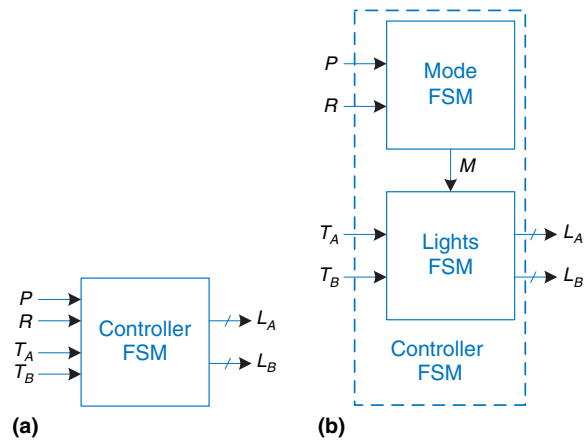 P
R
T_A
T_B
Controller
FSM
L_A
L_B
(a)
P
R
Mode
FSM
M
T_A
T_B
Lights
FSM
L_A
L_B
Controller
FSM
(b)